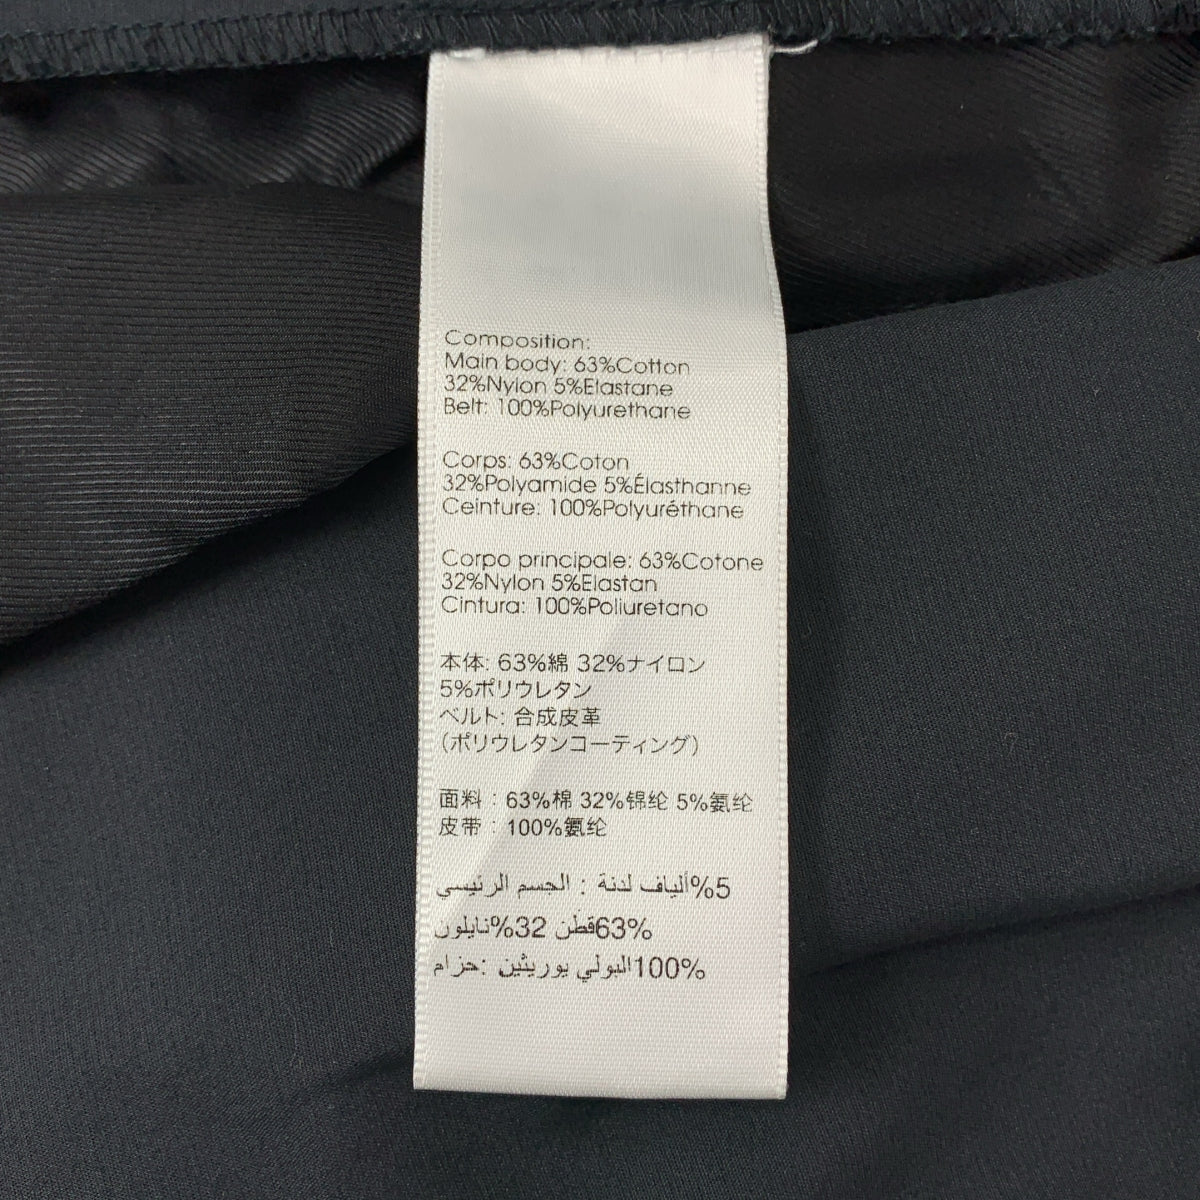 Composition:
Main body: 63%Cotton
32%Nylon 5%Elastane
Belt: 100%Polyurethane
Corps: 63%Coton
32%Polyamide 5%Élasthanne
Ceinture: 100%Polyuréthane
Corpo principale: 63%Cotone
32%Nylon 5%Elastan
Cintura: 100%Poliuretano
本体: 63%綿 32%ナイロン
5%ポリウレタン
ベルト: 合成皮革
(ポリウレタンコーティング)
面料：63%棉 32%锦纶 5%氨纶
皮带：100%氨纶
5%ألياف لدنة : الجسم الرئيسي
63%قطن 32%نايلون
100%البولي يوريثين :حزام